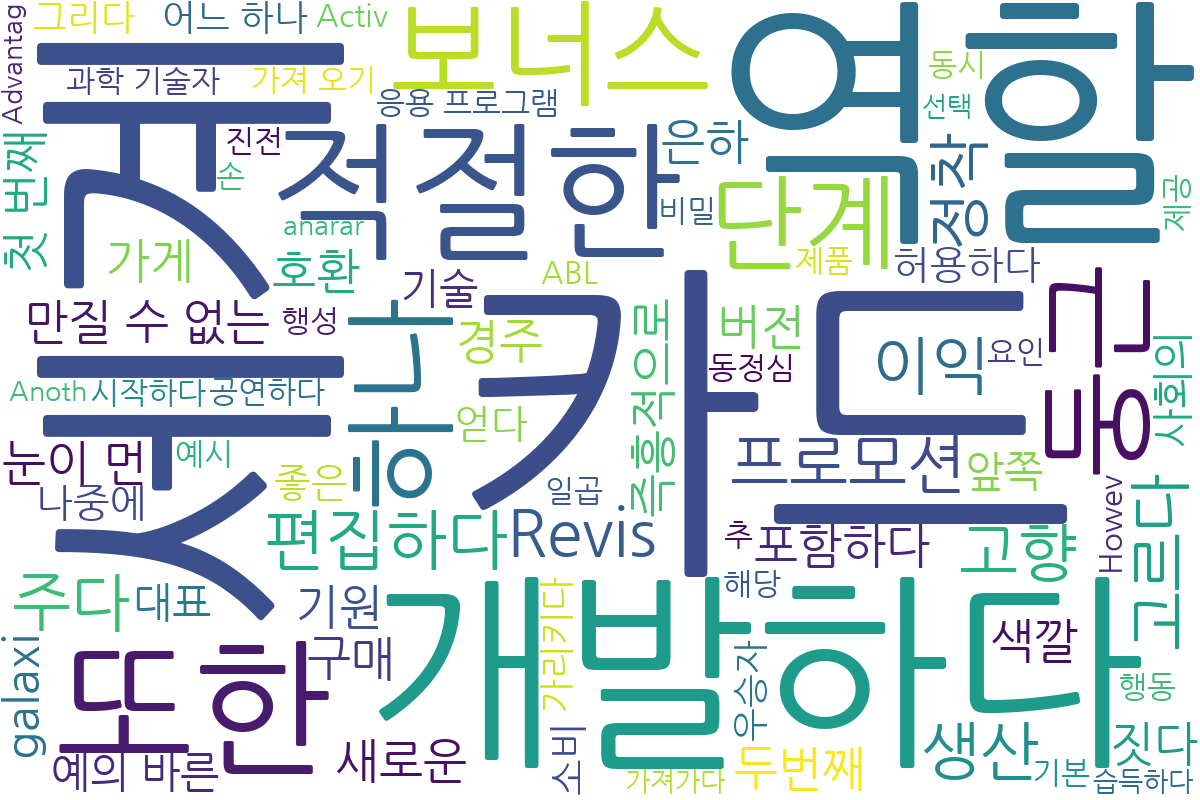 세계
카드
역할
개발하다
적절한
보너스
단계
또한
하나
둥근
그리다
어느 하나
Activ
Advantag
과학 기술자
가져 오기
응용 프로그램
동시
선택
정착
은하
진전
손
첫 번째
비밀
제공
anarar
가게
호환
기술
ABL
제품
허용하다
만질 수 없는
행성
경주
즉흥적으로
버전
동정심
이익
요인
사회의
Anoth
시작하다
공연하다
얻다
눈이 먼
예시
좋은
일곱
프로모션
앞쪽
나중에
편집하다
Revis
추
포함하다
고향
Howev
고르다
주다
대표
기원
가리키다
해당
색깔
galaxi
구매
우승자
행동
예의 바른
새로운
소비
가져가다
두번째
생산
기본
짓다
습득하다